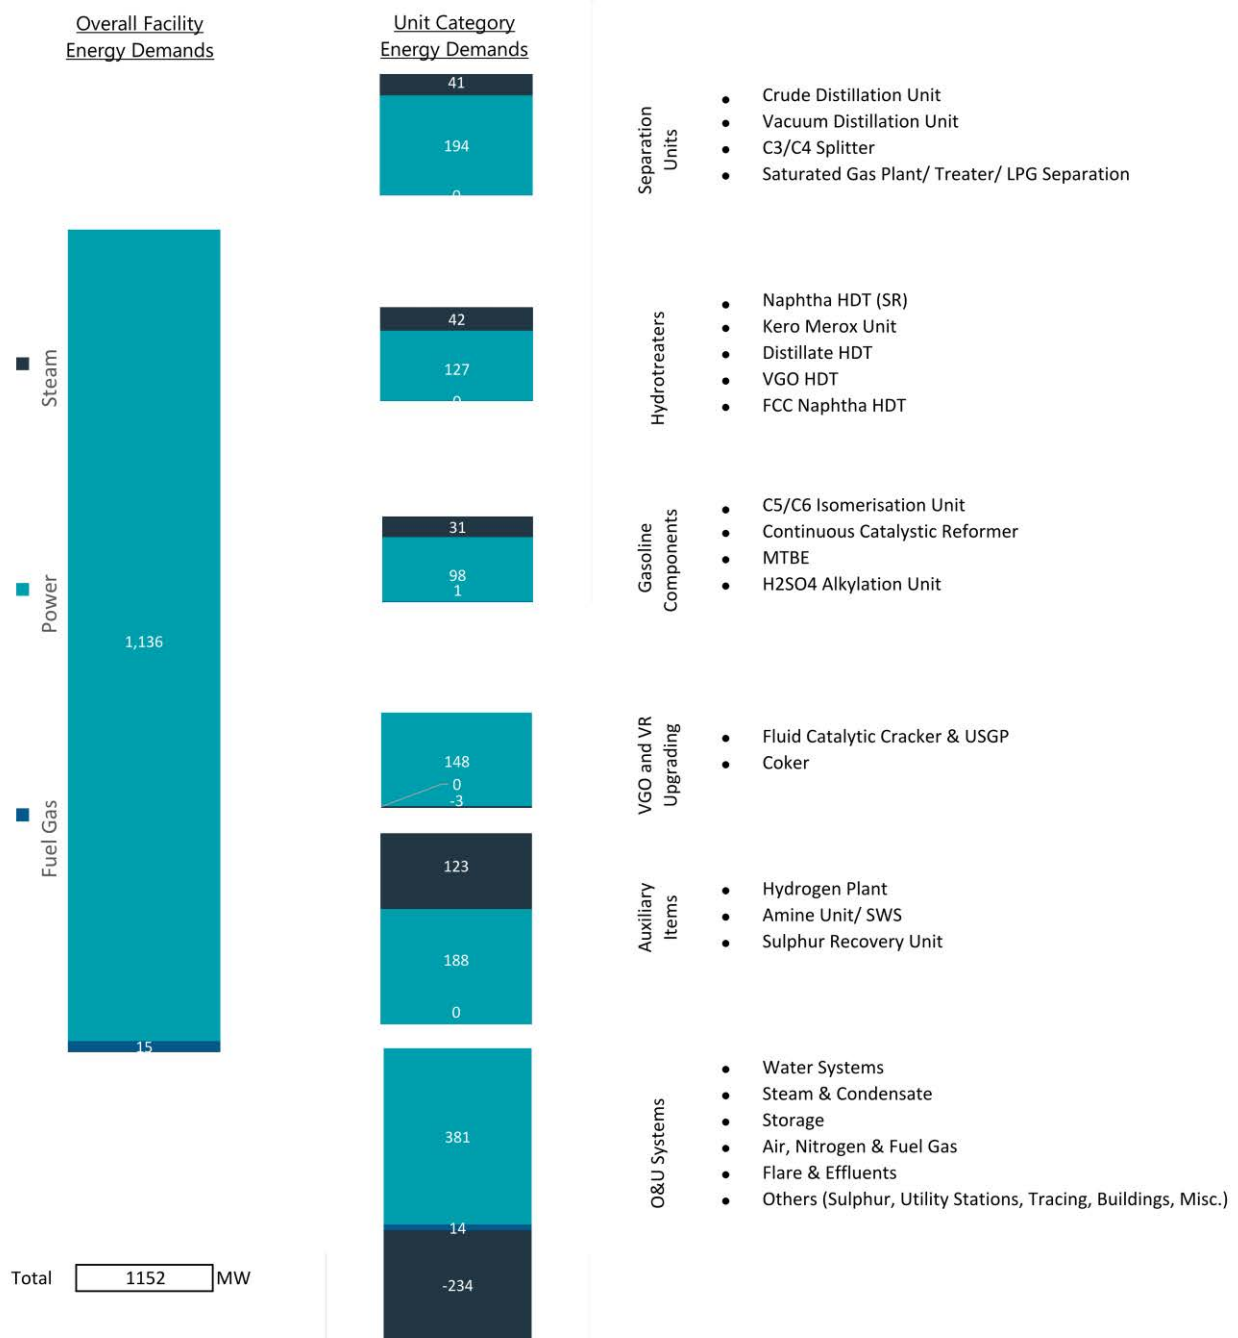 Overall Facility
Energy Demands
Unit Category
Energy Demands
Steam
Power
Fuel Gas
1,136
15
Total 1152 MW
41
194
0
Separation
Units
● Crude Distillation Unit
● Vacuum Distillation Unit
● C3/C4 Splitter
● Saturated Gas Plant/ Treater/ LPG Separation
42
127
0
Hydrotreaters
● Naphtha HDT (SR)
● Kero Merox Unit
● Distillate HDT
● VGO HDT
● FCC Naphtha HDT
31
98
1
Gasoline
Components
● C5/C6 Isomerisation Unit
● Continuous Catalystic Reformer
● MTBE
● H2SO4 Alkylation Unit
148
0
-3
VGO and VR
Upgrading
● Fluid Catalytic Cracker & USGP
● Coker
123
188
0
Auxiliary
Items
● Hydrogen Plant
● Amine Unit/ SWS
● Sulphur Recovery Unit
381
14
-234
O&U Systems
● Water Systems
● Steam & Condensate
● Storage
● Air, Nitrogen & Fuel Gas
● Flare & Effluents
● Others (Sulphur, Utility Stations, Tracing, Buildings, Misc.)